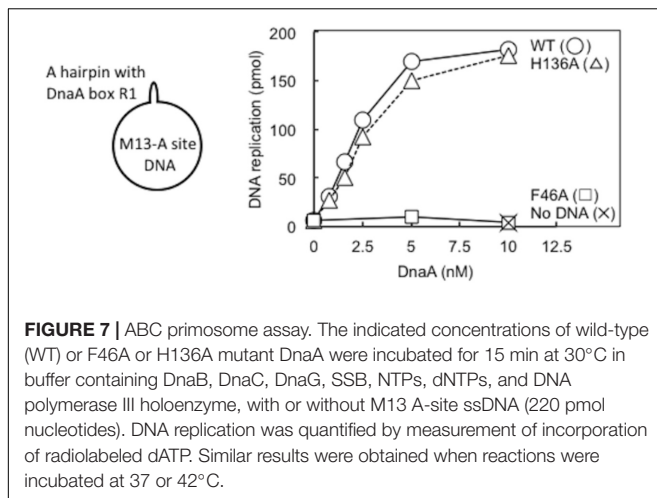 A hairpin with
DnaA box R1
M13-A site
DNA
DNA replication (pmol)
200
150
100
50
0
WT (○)
H136A (△)
F46A (□)
No DNA (×)
0 2.5 5 7.5 10 12.5
DnaA (nM)
FIGURE 7 | ABC primosome assay. The indicated concentrations of wild-type
(WT) or F46A or H136A mutant DnaA were incubated for 15 min at 30°C in
buffer containing DnaB, DnaC, DnaG, SSB, NTPs, dNTPs, and DNA
polymerase III holoenzyme, with or without M13 A-site ssDNA (220 pmol
nucleotides). DNA replication was quantified by measurement of incorporation
of radiolabeled dATP. Similar results were obtained when reactions were
incubated at 37 or 42°C.